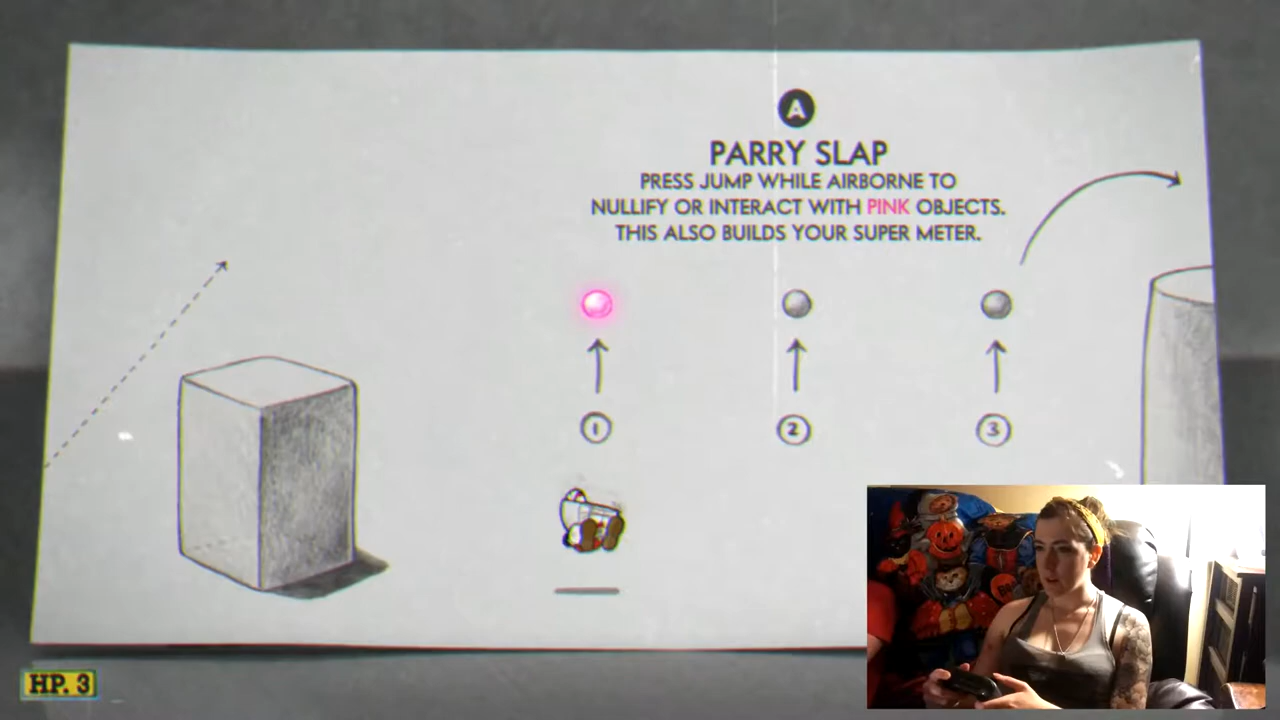 A
PARRY SLAP
PRESS JUMP WHILE AIRBORNE TO
NULLIFY OR INTERACT WITH PINK OBJECTS.
THIS ALSO BUILDS YOUR SUPER METER.
1 2 3
HP. 3